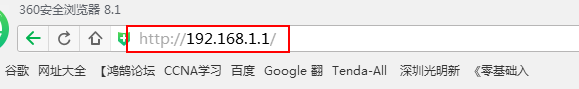 360安全浏览器 8.1
http://192.168.1.1/
谷歌 网址大全 【鸿鹄论坛 CCNA学习 百度 Google 翻 Tenda-All 深圳光明新 《零基础入